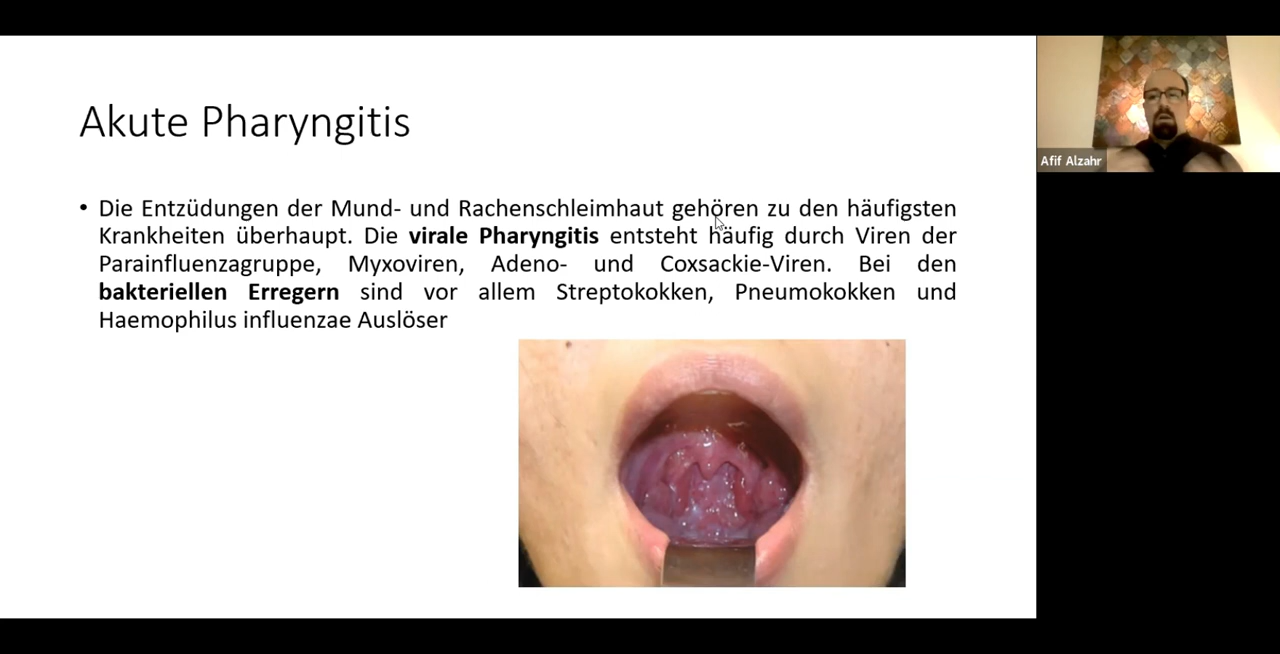 Akute Pharyngitis
• Die Entzüdungen der Mund- und Rachenschleimhaut gehören zu den häufigsten
Krankheiten überhaupt. Die virale Pharyngitis entsteht häufig durch Viren der
Parainfluenzagruppe, Myxoviren, Adeno- und Coxsackie-Viren. Bei den
bakteriellen Erregern sind vor allem Streptokokken, Pneumokokken und
Haemophilus influenzae Auslöser
Afif Alzahr